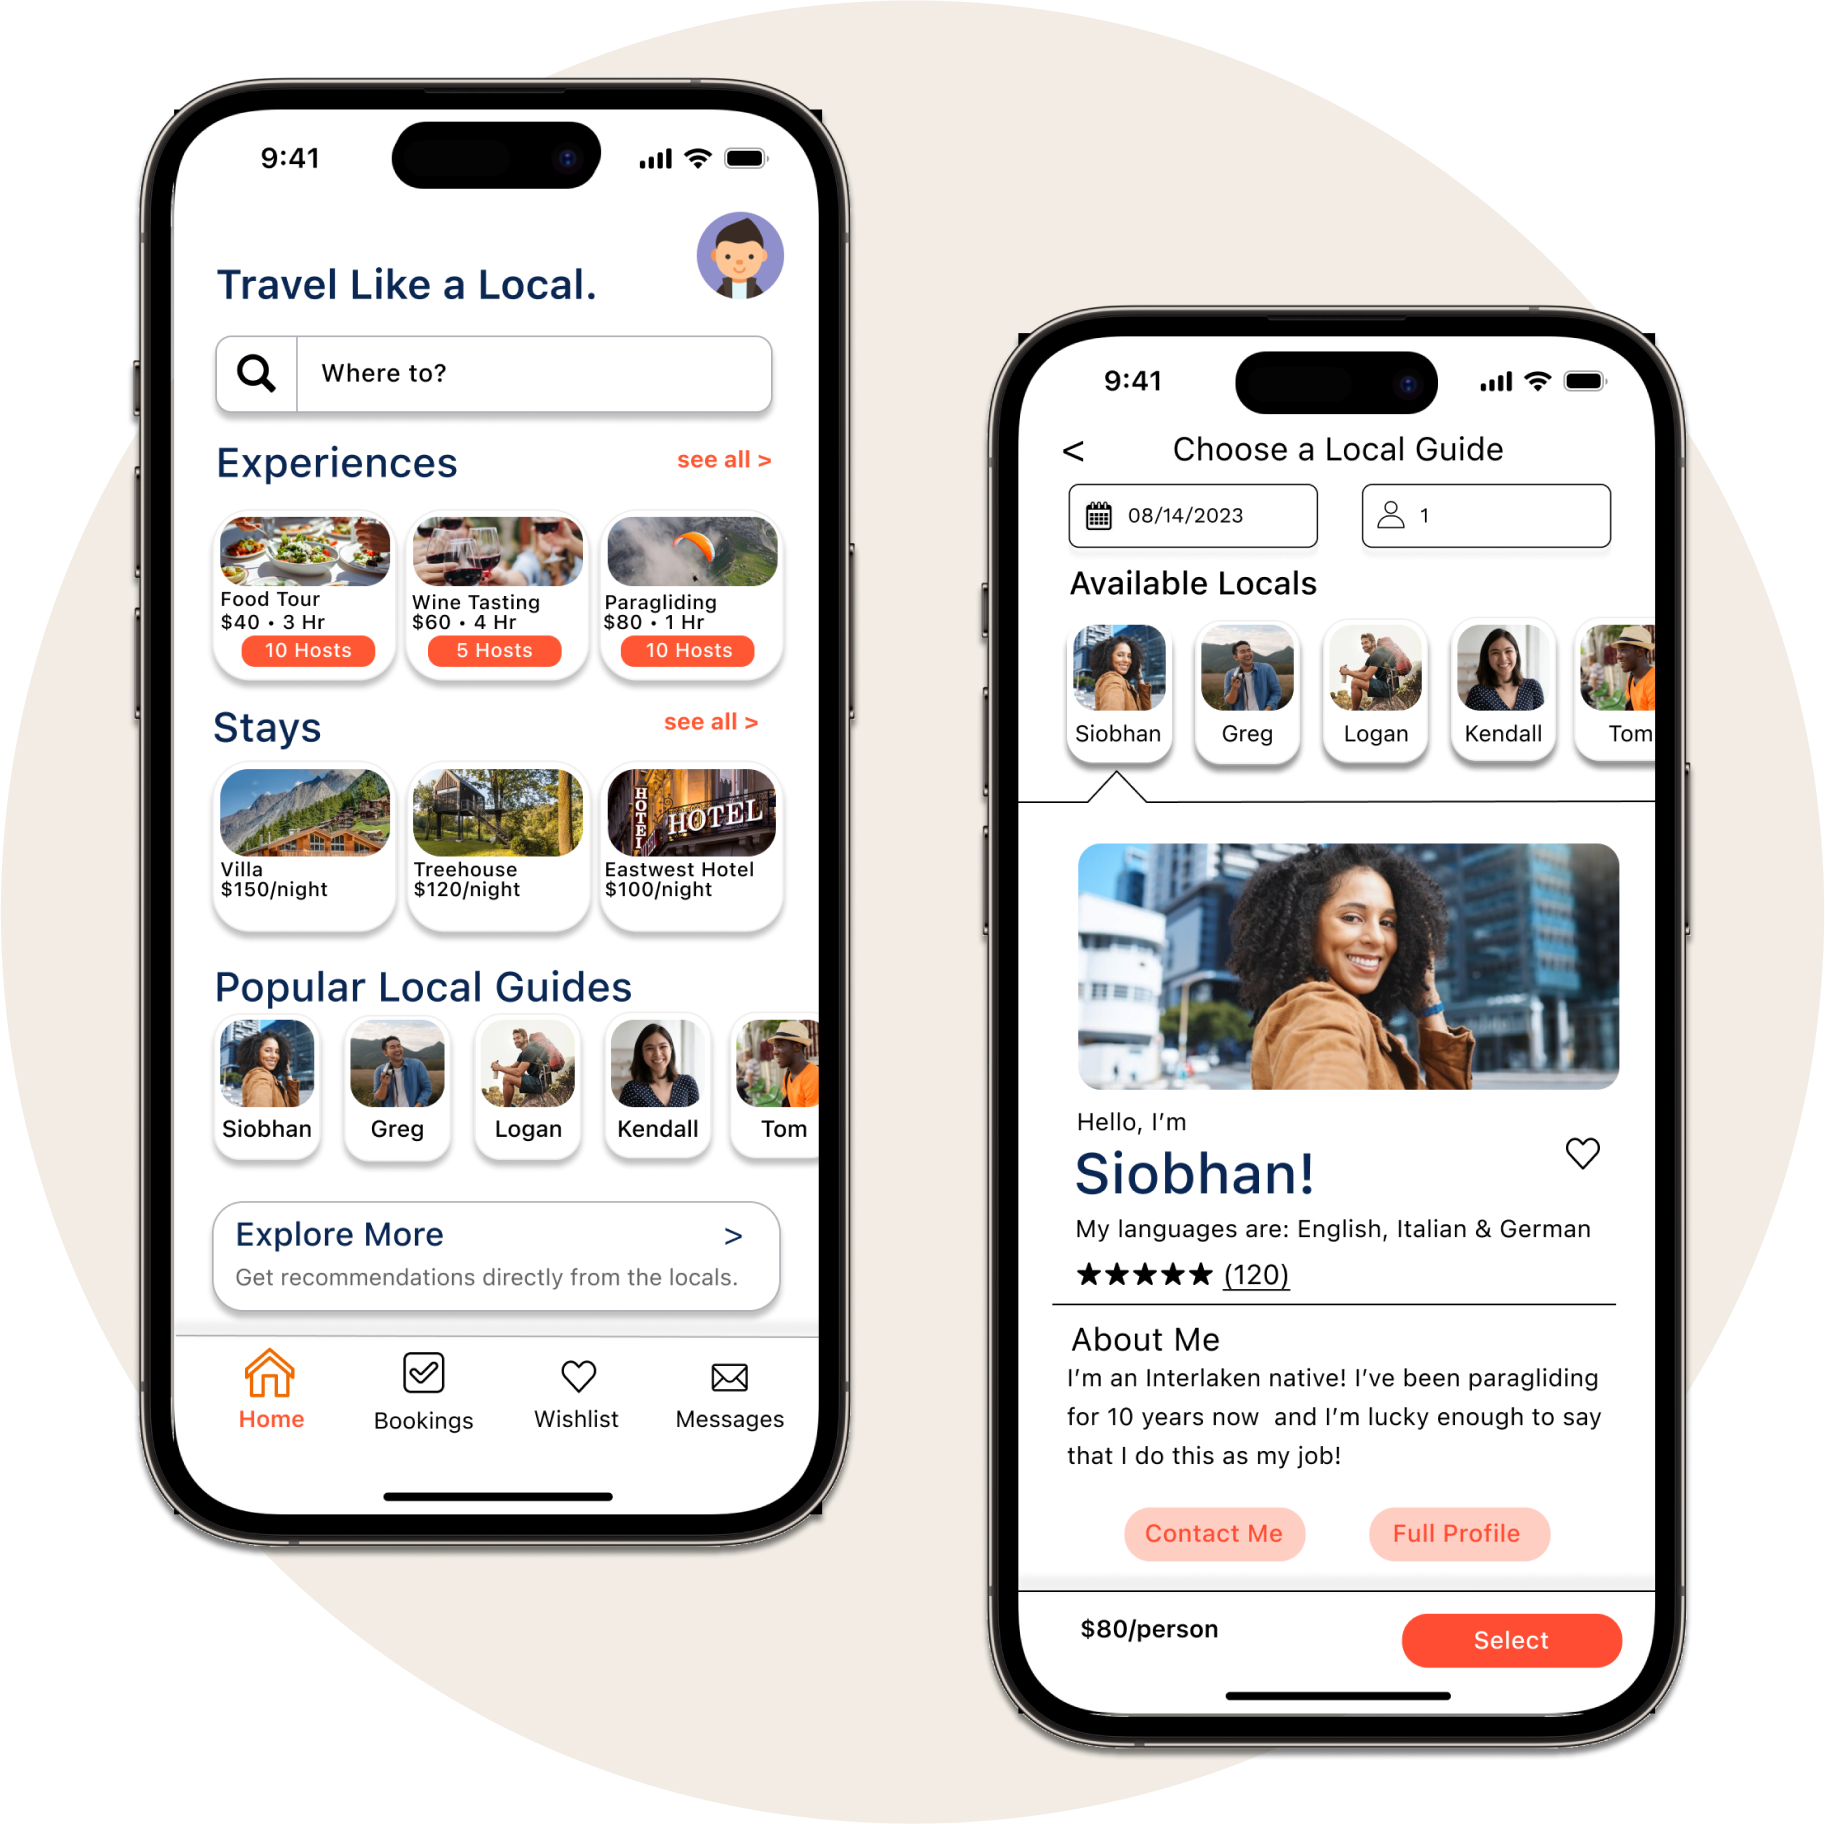 9:41
Travel Like a Local.
Where to?
Experiences
see all >
Food Tour
$40 • 3 Hr
10 Hosts
Wine Tasting
$60 • 4 Hr
5 Hosts
Paragliding
$80 • 1 Hr
10 Hosts
Stays
see all >
Villa
$150/night
Treehouse
$120/night
HOTEL
HOTEL
Eastwest Hotel
$100/night
Popular Local Guides
Siobhan
Greg
Logan
Kendall
Tom
Explore More >
Get recommendations directly from the locals.
Home
Bookings
Wishlist
Messages
9:41
< Choose a Local Guide
08/14/2023
1
Available Locals
Siobhan
Greg
Logan
Kendall
Tom
Hello, I’m
Siobhan!
My languages are: English, Italian & German
★★★★★ (120)
About Me
I’m an Interlaken native! I’ve been paragliding
for 10 years now  and I’m lucky enough to say
that I do this as my job!
Contact Me
Full Profile
$80/person
Select